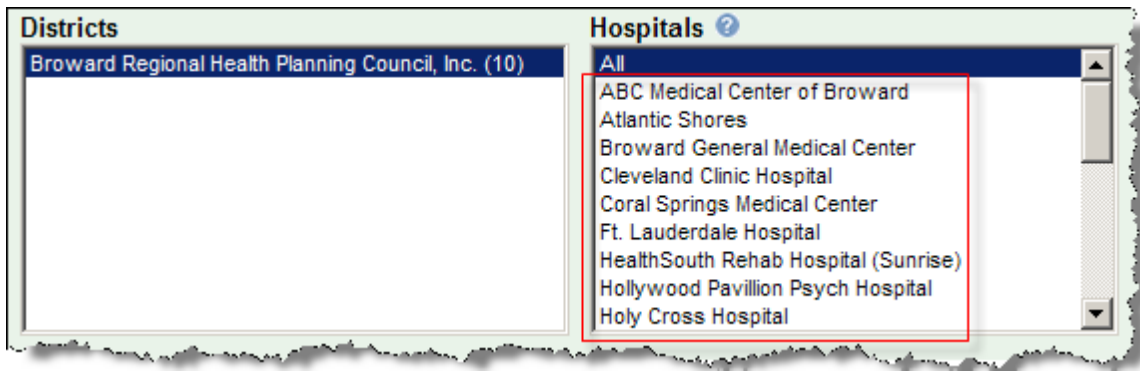 Districts
Broward Regional Health Planning Council, Inc. (10)
Hospitals ?
All
ABC Medical Center of Broward
Atlantic Shores
Broward General Medical Center
Cleveland Clinic Hospital
Coral Springs Medical Center
Ft. Lauderdale Hospital
HealthSouth Rehab Hospital (Sunrise)
Hollywood Pavillion Psych Hospital
Holy Cross Hospital